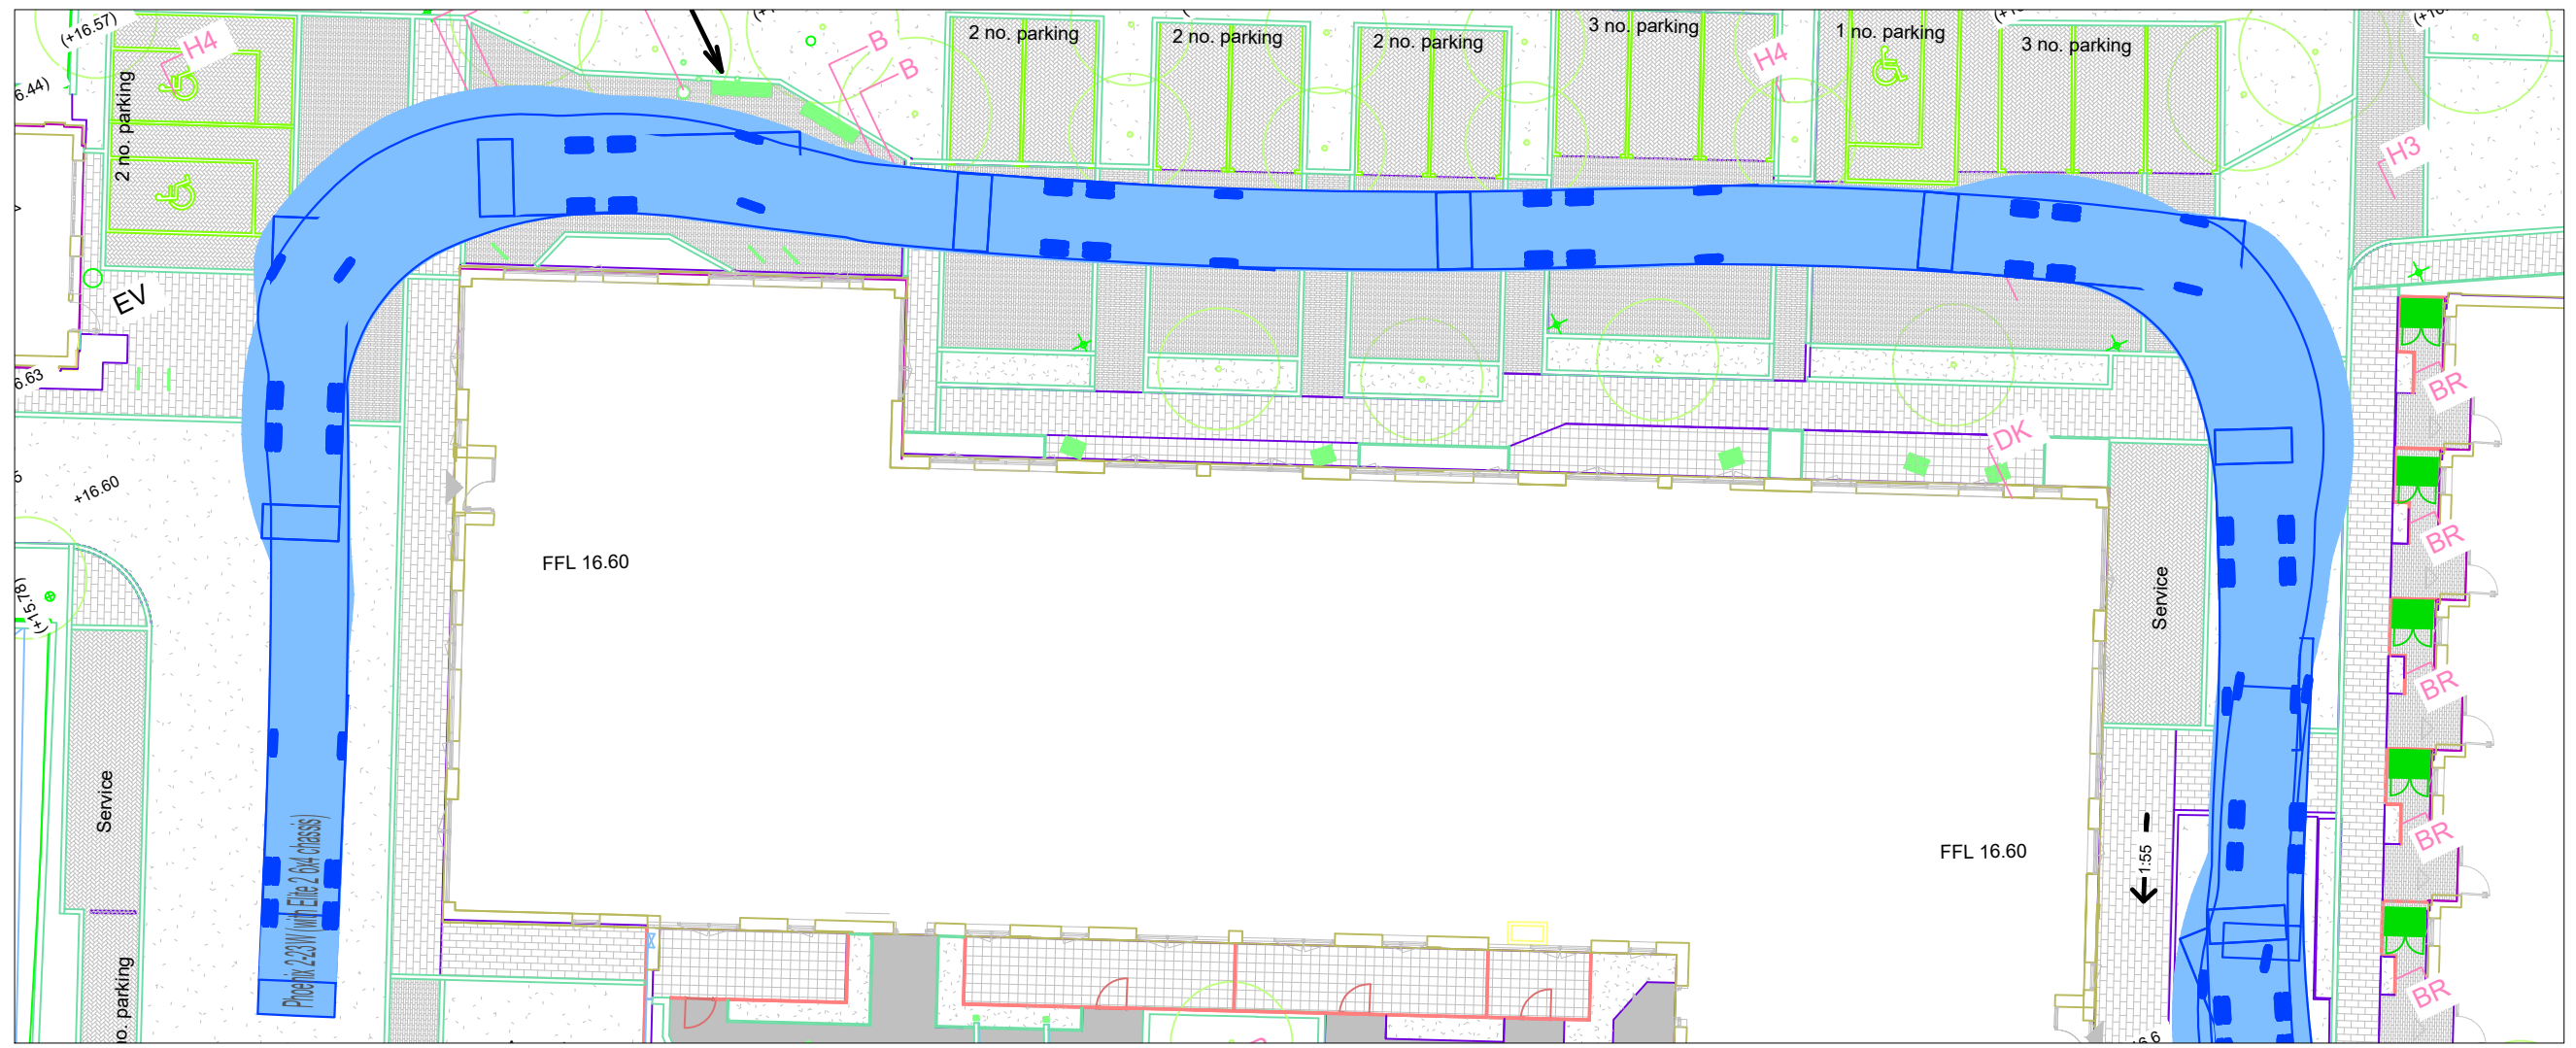 (+16.57)
H4
2 no. parking
6.44)
EV
6.63
+16.60
(+15.78)
Service
no. parking
B
B
2 no. parking
2 no. parking
2 no. parking
3 no. parking
H4
1 no. parking
3 no. parking
H3
DK
FFL 16.60
FFL 16.60
Phoenix 2-23W (with Elite 2 6x4 chassis)
Service
1:55
BR
BR
BR
BR
BR